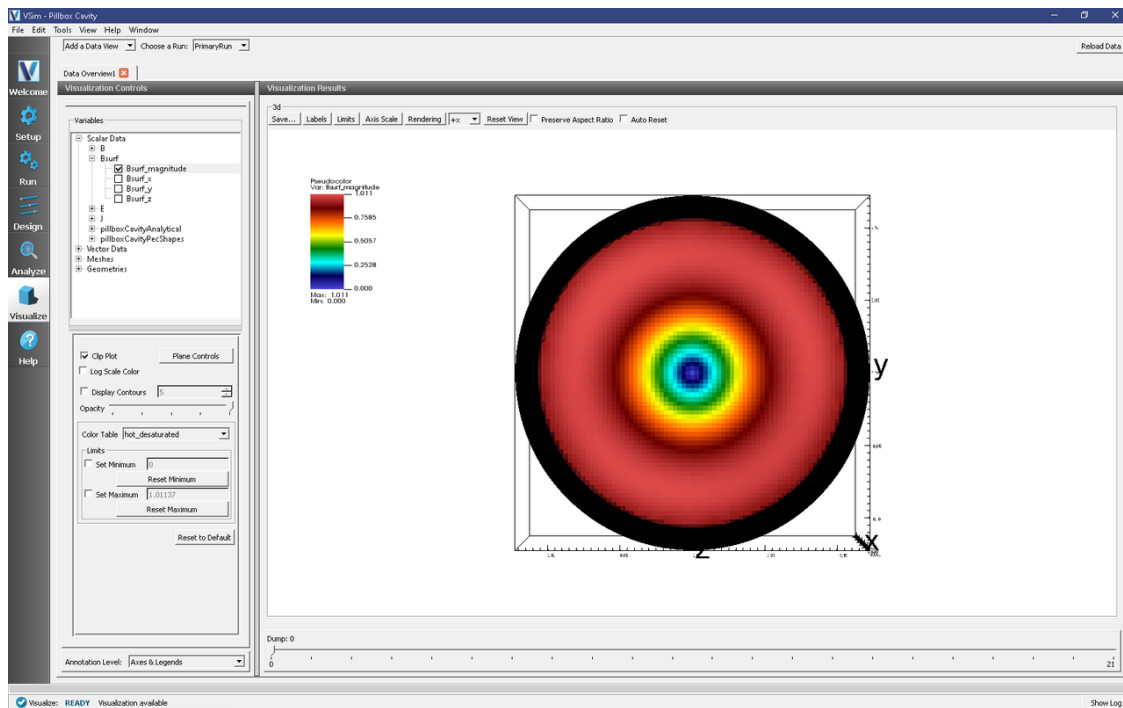 VSim - Pillbox Cavity
File Edit Tools View Help Window
Add a Data View Choose a Run: PrimaryRun Reload Data
Data Overview1
Visualization Controls
Visualization Results
Welcome
Setup
Run
Design
Analyze
Visualize
Help
Variables
Scalar Data
B
Bsurf
Bsurf_magnitude
Bsurf_x
Bsurf_y
Bsurf_z
E
J
pillboxCavityAnalytical
pillboxCavityPecShapes
Vector Data
Meshes
Geometries
Clip Plot Plane Controls
Log Scale Color
Display Contours 5
Opacity
Color Table hot_desaturated
Limits
Set Minimum 0
Reset Minimum
Set Maximum 1.01137
Reset Maximum
Reset to Default
Annotation Level: Axes & Legends
3d
Save... Labels Limits Axis Scale Rendering +x Reset View Preserve Aspect Ratio Auto Reset
Pseudocolor
Var: Bsurf_magnitude
1.011
0.7585
0.5057
0.2528
0.000
Max: 1.011
Min: 0.000
y
x
z
Dump: 0
0 21
Visualize: READY Visualization available Show Log